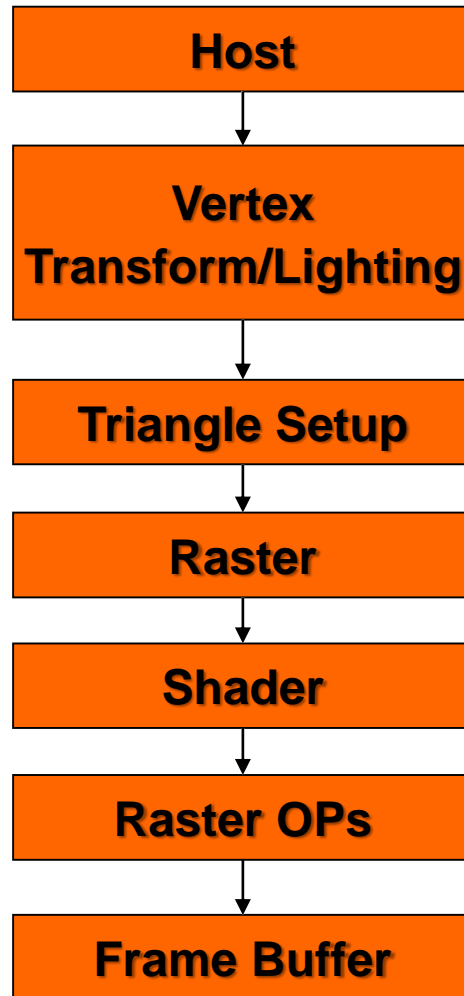 Host
Vertex
Transform/Lighting
Triangle Setup
Raster
Shader
Raster OPs
Frame Buffer